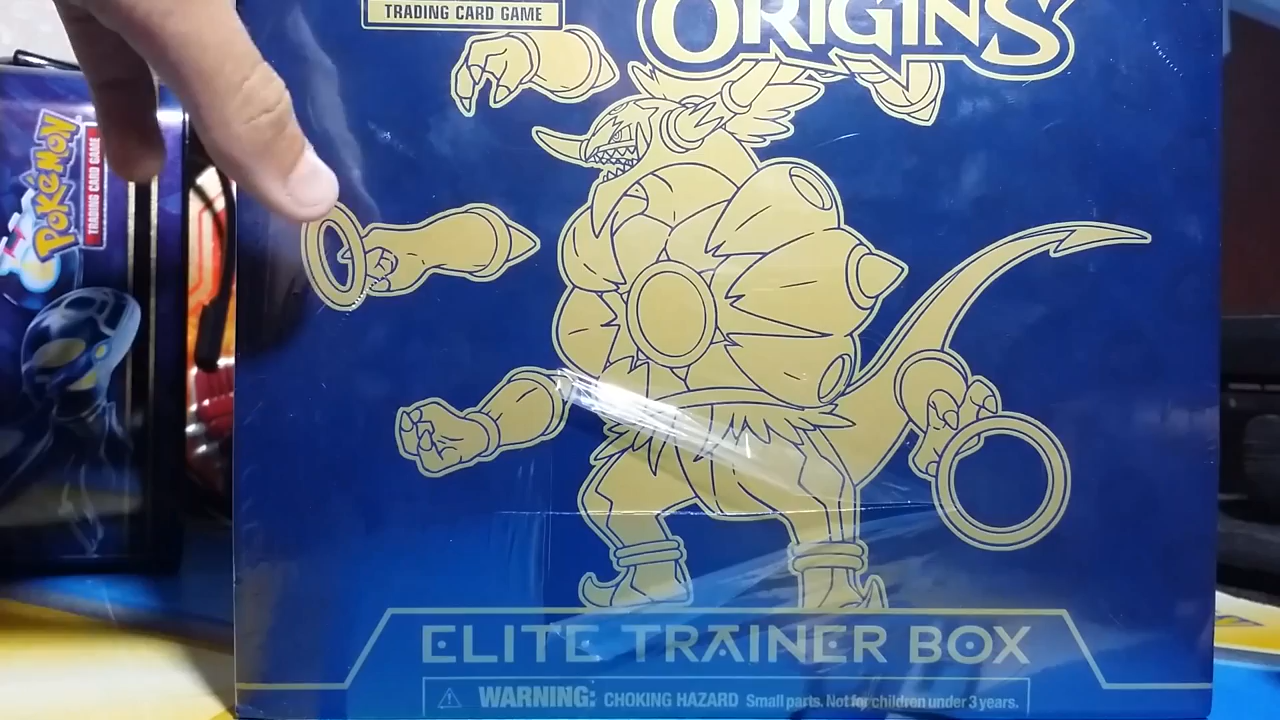 TRADING CARD GAME
ORIGINS
POKéMON
TRADING CARD GAME
ELITE TRAINER BOX
WARNING: CHOKING HAZARD Small parts. Not for children under 3 years.